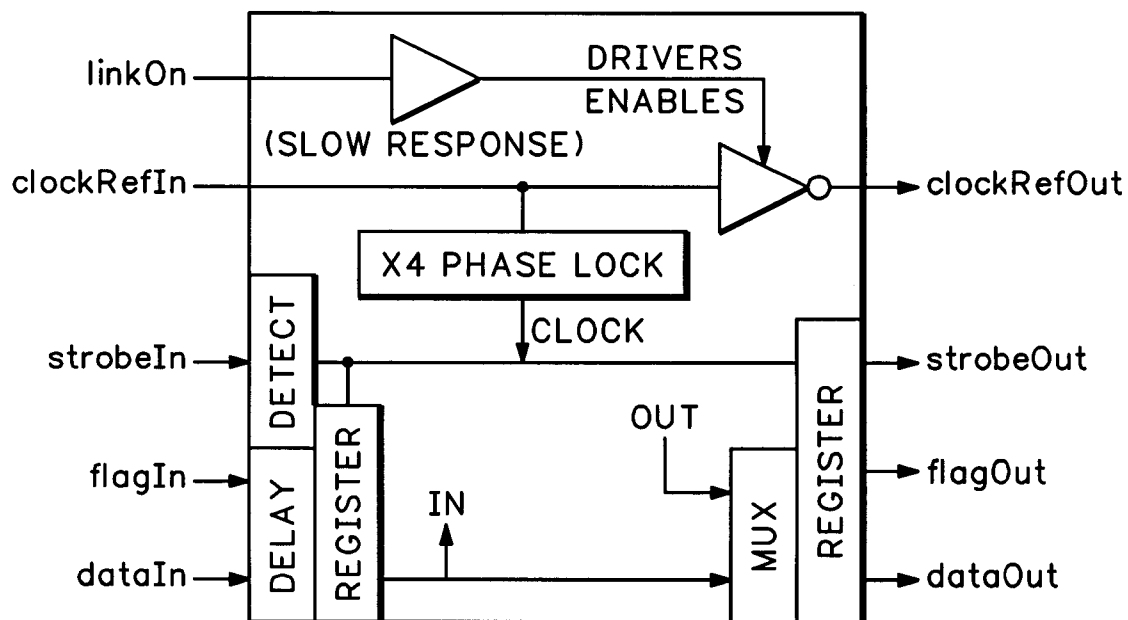 linkOn
DRIVERS
ENABLES
(SLOW RESPONSE)
clockRefIn
clockRefOut
X4 PHASE LOCK
CLOCK
strobeIn
DETECT
strobeOut
OUT
flagIn
DELAY
REGISTER
IN
MUX
REGISTER
flagOut
dataIn
dataOut